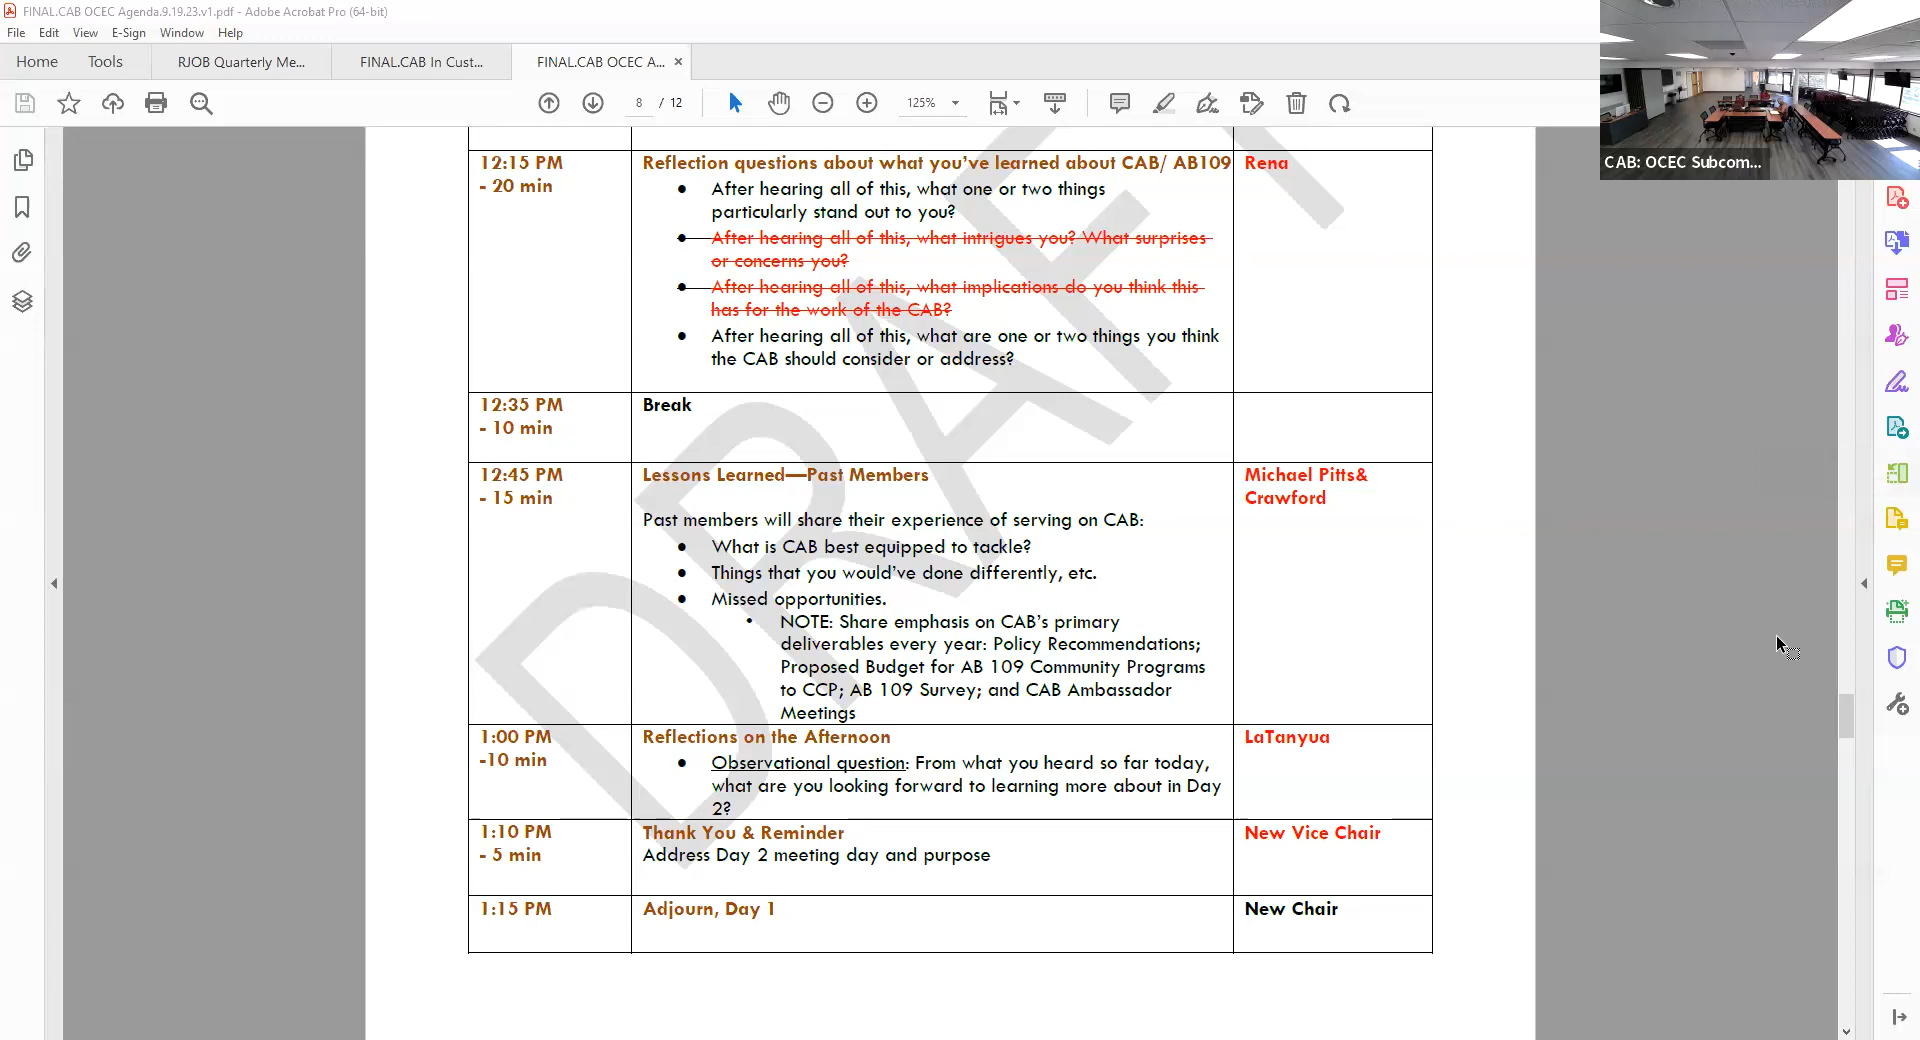 FINAL.CAB OCEC Agenda.9.19.23.v1.pdf - Adobe Acrobat Pro (64-bit)
File Edit View E-Sign Window Help
Home Tools RJOB Quarterly Me... FINAL.CAB In Cust... FINAL.CAB OCEC A... ×
8 / 12 125%
CAB: OCEC Subcom...
DRAFT
12:15 PM Reflection questions about what you've learned about CAB/ AB109 Rena
- 20 min
● After hearing all of this, what one or two things
particularly stand out to you?
● After hearing all of this, what intrigues you? What surprises
or concerns you?
● After hearing all of this, what implications do you think this
has for the work of the CAB?
● After hearing all of this, what are one or two things you think
the CAB should consider or address?
12:35 PM Break
- 10 min
12:45 PM Lessons Learned—Past Members Michael Pitts&
- 15 min Crawford
Past members will share their experience of serving on CAB:
● What is CAB best equipped to tackle?
● Things that you would've done differently, etc.
● Missed opportunities.
• NOTE: Share emphasis on CAB's primary
deliverables every year: Policy Recommendations;
Proposed Budget for AB 109 Community Programs
to CCP; AB 109 Survey; and CAB Ambassador
Meetings
1:00 PM Reflections on the Afternoon LaTanyua
-10 min ● Observational question: From what you heard so far today,
what are you looking forward to learning more about in Day
2?
1:10 PM Thank You & Reminder New Vice Chair
- 5 min Address Day 2 meeting day and purpose
1:15 PM Adjourn, Day 1 New Chair